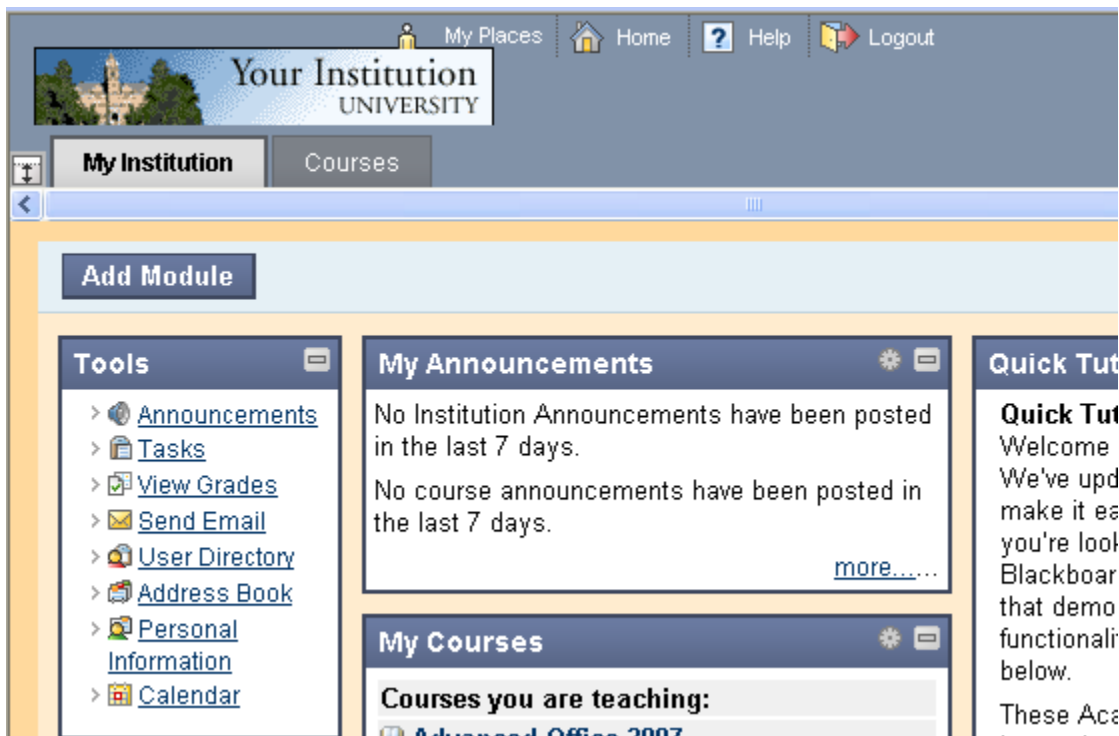 My Places
Home
Help
Logout
Your Institution
UNIVERSITY
My Institution
Courses
Add Module
Tools
Announcements
Tasks
View Grades
Send Email
User Directory
Address Book
Personal
Information
Calendar
My Announcements
No Institution Announcements have been posted
in the last 7 days.
No course announcements have been posted in
the last 7 days.
more......
My Courses
Courses you are teaching:
Advanced Office 2007
Quick Tut
Quick Tut
Welcome
We've upd
make it ea
you're look
Blackboar
that demo
functionalit
below.
These Aca